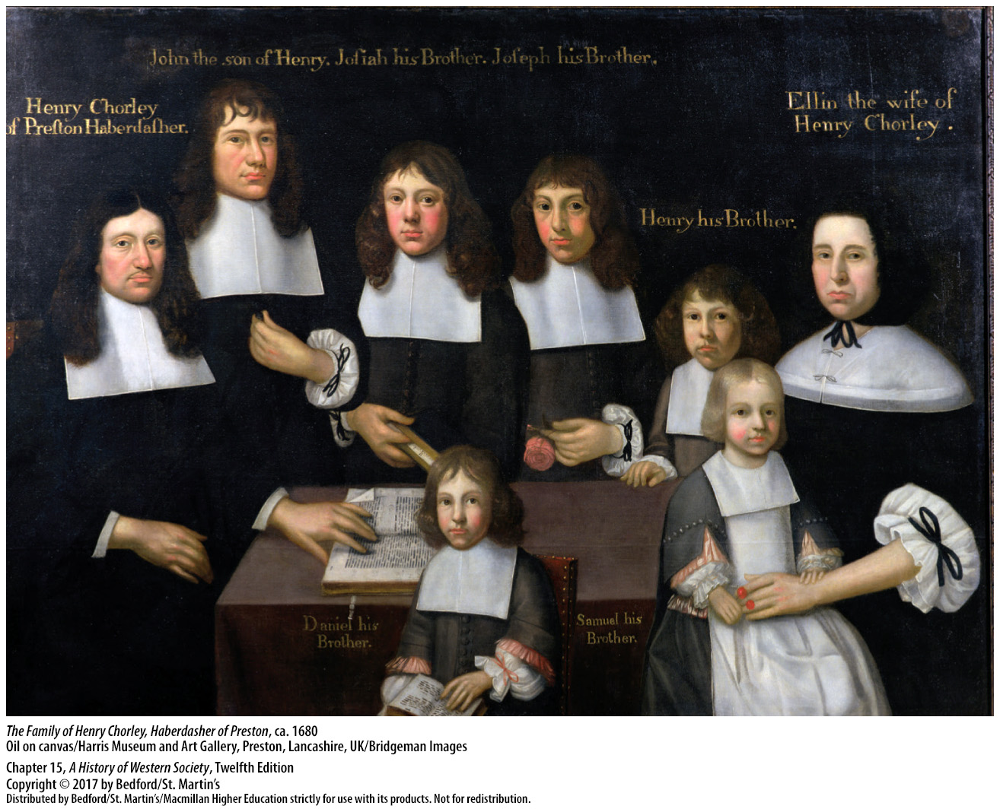 John the son of Henry. Joſiah his Brother. Joſeph his Brother.
Henry Chorley
of Preſton Haberdaſher.
Ellin the wife of
Henry Chorley .
Henry his Brother.
Daniel his
Brother.
Samuel his
Brother.
The Family of Henry Chorley, Haberdasher of Preston, ca. 1680
Oil on canvas/Harris Museum and Art Gallery, Preston, Lancashire, UK/Bridgeman Images
Chapter 15, A History of Western Society, Twelfth Edition
Copyright © 2017 by Bedford/St. Martin’s
Distributed by Bedford/St. Martin’s/Macmillan Higher Education strictly for use with its products. Not for redistribution.